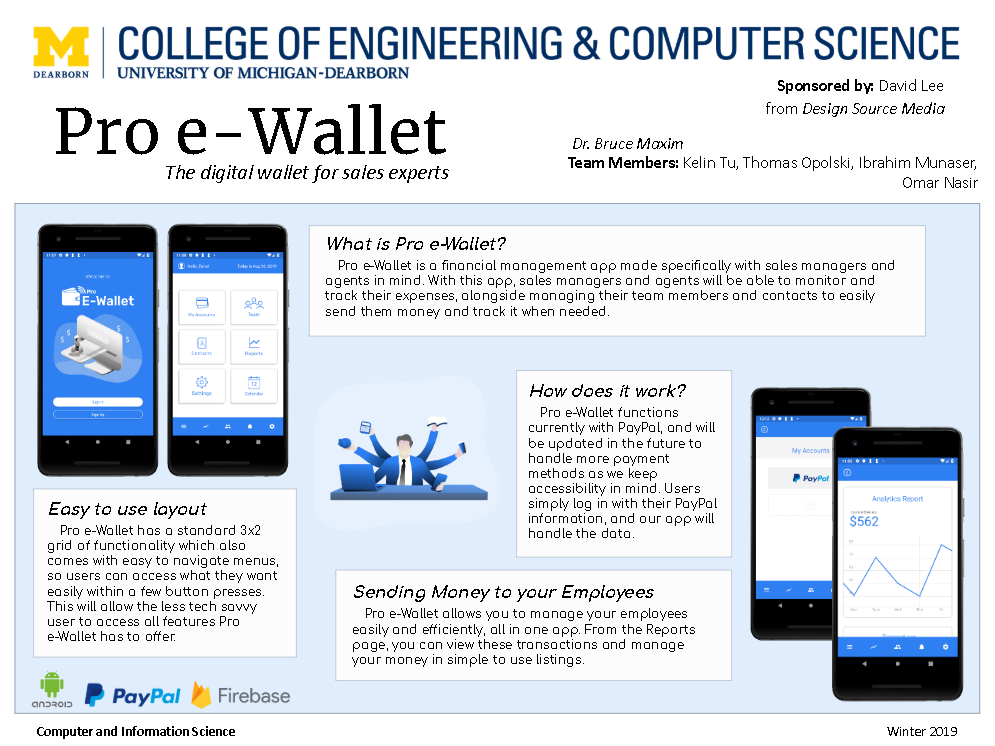 M
DEARBORN
COLLEGE OF ENGINEERING & COMPUTER SCIENCE
UNIVERSITY OF MICHIGAN-DEARBORN
Sponsored by: David Lee
from Design Source Media
Pro e-Wallet
The digital wallet for sales experts
Dr. Bruce Maxim
Team Members: Kelin Tu, Thomas Opolski, Ibrahim Munaser,
Omar Nasir
Welcome to
Pro
E-Wallet
Sign In
Sign Up
Today is Aug 20, 2019
My Accounts
Team
Contacts
Reports
Settings
12
Calendar
What is Pro e-Wallet?
Pro e-Wallet is a financial management app made specifically with sales managers and
agents in mind. With this app, sales managers and agents will be able to monitor and
track their expenses, alongside managing their team members and contacts to easily
send them money and track it when needed.
How does it work?
Pro e-Wallet functions
currently with PayPal, and will
be updated in the future to
handle more payment
methods as we keep
accessibility in mind. Users
simply log in with their PayPal
information, and our app will
handle the data.
My Accounts
PayPal
Analytics Report
Current Balance
$562
Easy to use layout
Pro e-Wallet has a standard 3x2
grid of functionality which also
comes with easy to navigate menus,
so users can access what they want
easily within a few button presses.
This will allow the less tech savvy
user to access all features Pro
e-Wallet has to offer.
Sending Money to your Employees
Pro e-Wallet allows you to manage your employees
easily and efficiently, all in one app. From the Reports
page, you can view these transactions and manage
your money in simple to use listings.
ANDROID
PayPal
Firebase
Computer and Information Science
Winter 2019